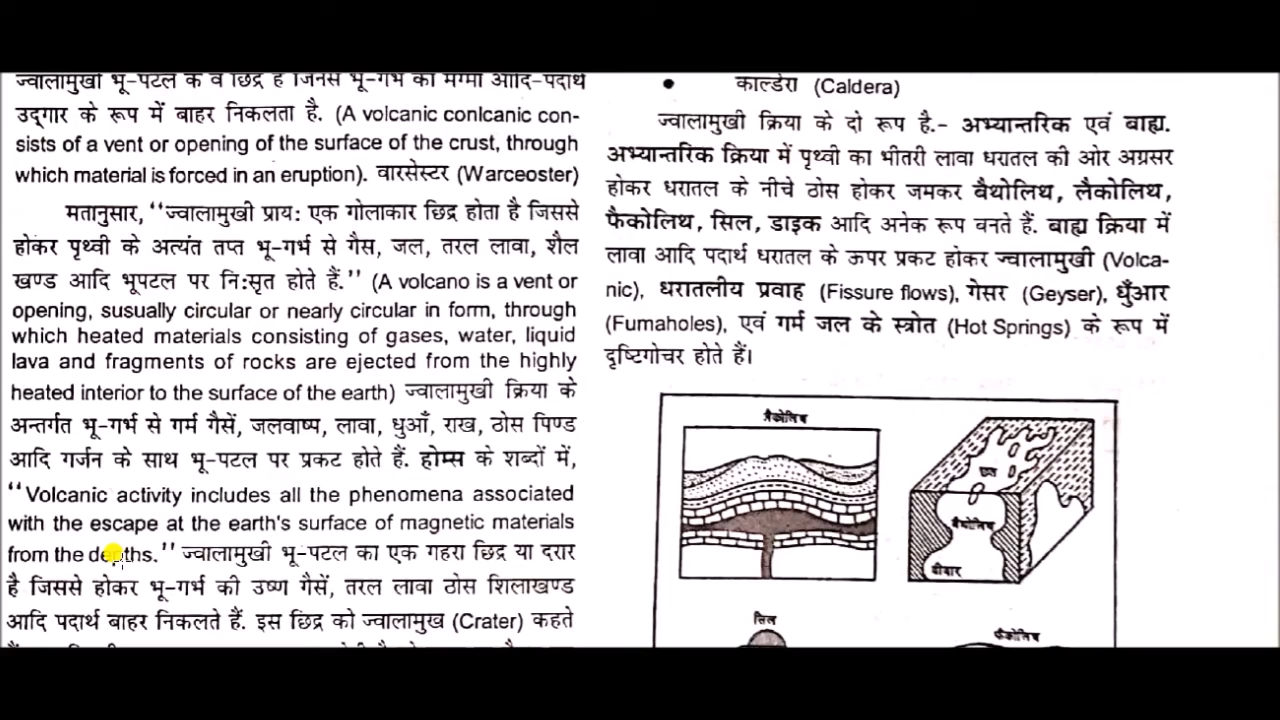 ज्वालामुखी भू-पटल के वे छिद्र हैं जिनसे भू-गर्भ का मैग्मा आदि-पदार्थ
उद्‌गार के रूप में बाहर निकलता है. (A volcanic conlcanic con-
sists of a vent or opening of the surface of the crust, through
which material is forced in an eruption). वारसेस्टर (Warceoster)
मतानुसार, "ज्वालामुखी प्राय: एक गोलाकार छिद्र होता है जिससे
होकर पृथ्वी के अत्यंत तप्त भू-गर्भ से गैस, जल, तरल लावा, शैल
खण्ड आदि भूपटल पर नि:सृत होते हैं." (A volcano is a vent or
opening, susually circular or nearly circular in form, through
which heated materials consisting of gases, water, liquid
lava and fragments of rocks are ejected from the highly
heated interior to the surface of the earth) ज्वालामुखी क्रिया के
अन्तर्गत भू-गर्भ से गर्म गैसें, जलवाष्प, लावा, धुआँ, राख, ठोस पिण्ड
आदि गर्जन के साथ भू-पटल पर प्रकट होते हैं. होम्स के शब्दों में,
"Volcanic activity includes all the phenomena associated
with the escape at the earth's surface of magnetic materials
from the depths." ज्वालामुखी भू-पटल का एक गहरा छिद्र या दरार
है जिससे होकर भू-गर्भ की उष्ण गैसें, तरल लावा ठोस शिलाखण्ड
आदि पदार्थ बाहर निकलते हैं. इस छिद्र को ज्वालामुख (Crater) कहते
• काल्डेरा (Caldera)
ज्वालामुखी क्रिया के दो रूप है.- अभ्यान्तरिक एवं बाह्य.
अभ्यान्तरिक क्रिया में पृथ्वी का भीतरी लावा धरातल की ओर अग्रसर
होकर धरातल के नीचे ठोस होकर जमकर वैथोलिथ, लैकोलिथ,
फैकोलिथ, सिल, डाइक आदि अनेक रूप बनते हैं. बाह्य क्रिया में
लावा आदि पदार्थ धरातल के ऊपर प्रकट होकर ज्वालामुखी (Volca-
nic), धरातलीय प्रवाह (Fissure flows), गेसर (Geyser), धुँआर
(Fumaholes), एवं गर्म जल के स्त्रोत (Hot Springs) के रूप में
दृष्टिगोचर होते हैं।
लैकोलिथ
छत
बैथोलिथ
दीवार
सिल
फैकोलिथ